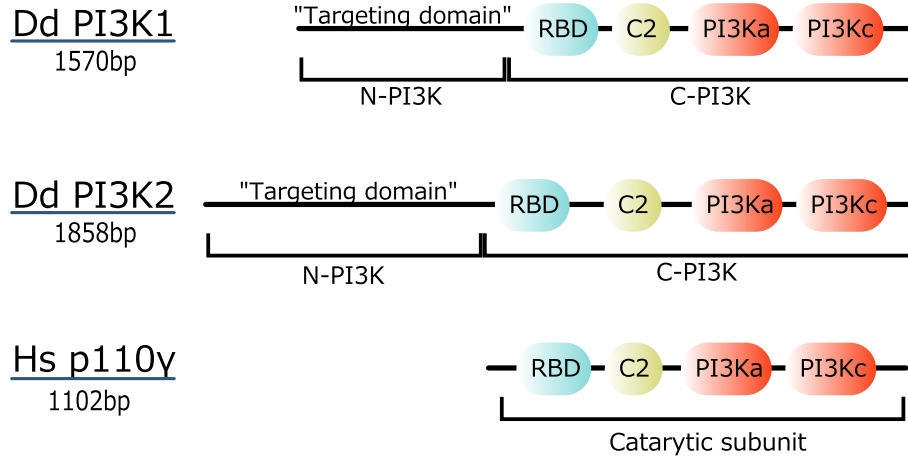 Dd PI3K1
1570bp
"Targeting domain"
RBD C2 PI3Ka PI3Kc
N-PI3K C-PI3K
Dd PI3K2
1858bp
"Targeting domain"
RBD C2 PI3Ka PI3Kc
N-PI3K C-PI3K
Hs p110γ
1102bp
RBD C2 PI3Ka PI3Kc
Catarytic subunit